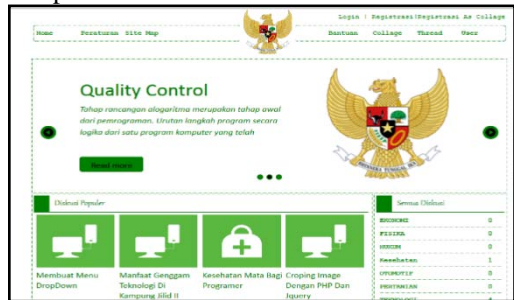 Login | Registrasi|Registrasi As Collage
Home Peraturan Site Map Bantuan Collage Thread User
Quality Control
Tahap rancangan alogaritma merupakan tahap awal
dari pemrograman. Urutan langkah program secara
logika dari satu program komputer yang telah
Read more
Diskusi Populer
Semua Diskusi
Membuat Menu
DropDown
Manfaat Genggam
Teknologi Di
Kampung Jilid II
Kesehatan Mata Bagi
Programer
Croping Image
Dengan PHP Dan
Jquery
EKONOMI 0
FISIKA 0
HUKUM 0
Kesehatan 1
OTOMOTIF 0
PERTANIAN 0
TEKNOLOGI 4